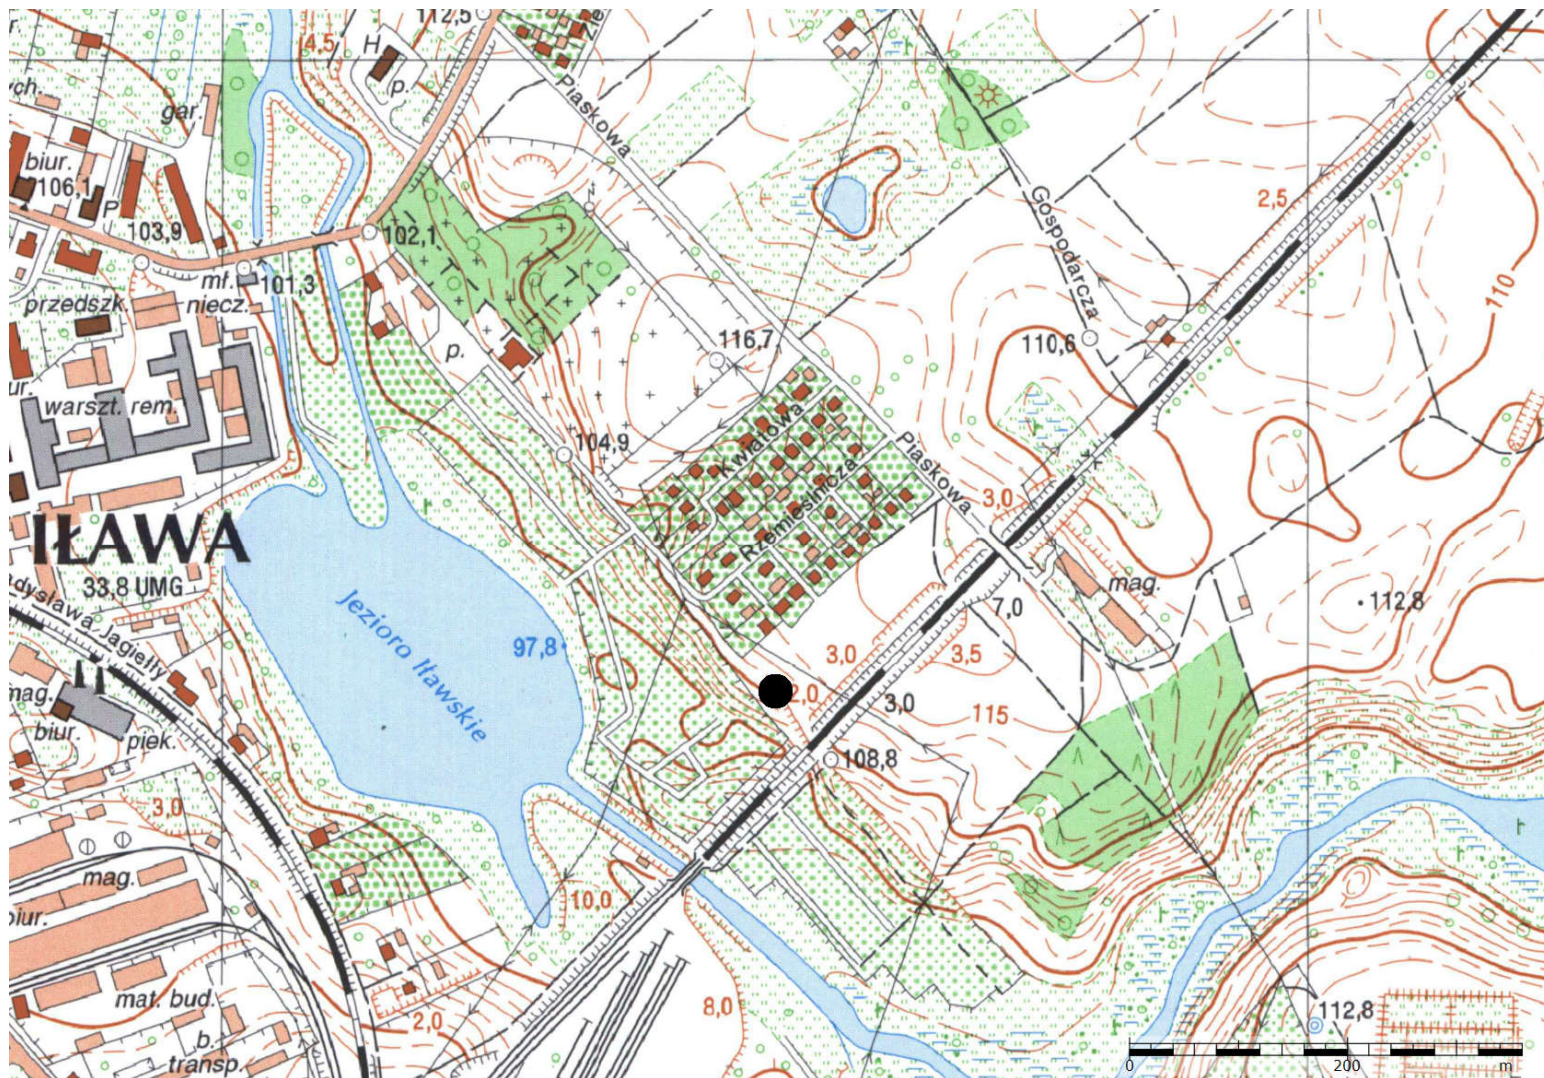 112,5
4,5
H
p.
Piaskowa
gar.
biur.
106,1
P
103,9
102,1
Gospodarcza
2,5
mł.
niecz.
101,3
przedszk.
110
116,7
110,6
p.
warszt. rem.
104,9
Kwiatowa
Piaskowa
Rzemieślnicza
3,0
IŁAWA
33,8 UMG
mag.
7,0
112,8
Jezioro Iławskie
97,8
3,0
3,5
2,0
3,0
115
biur.
piek.
108,8
3,0
mag.
10,0
mat. bud.
2,0
8,0
112,8
b.
transp.
0
200
m